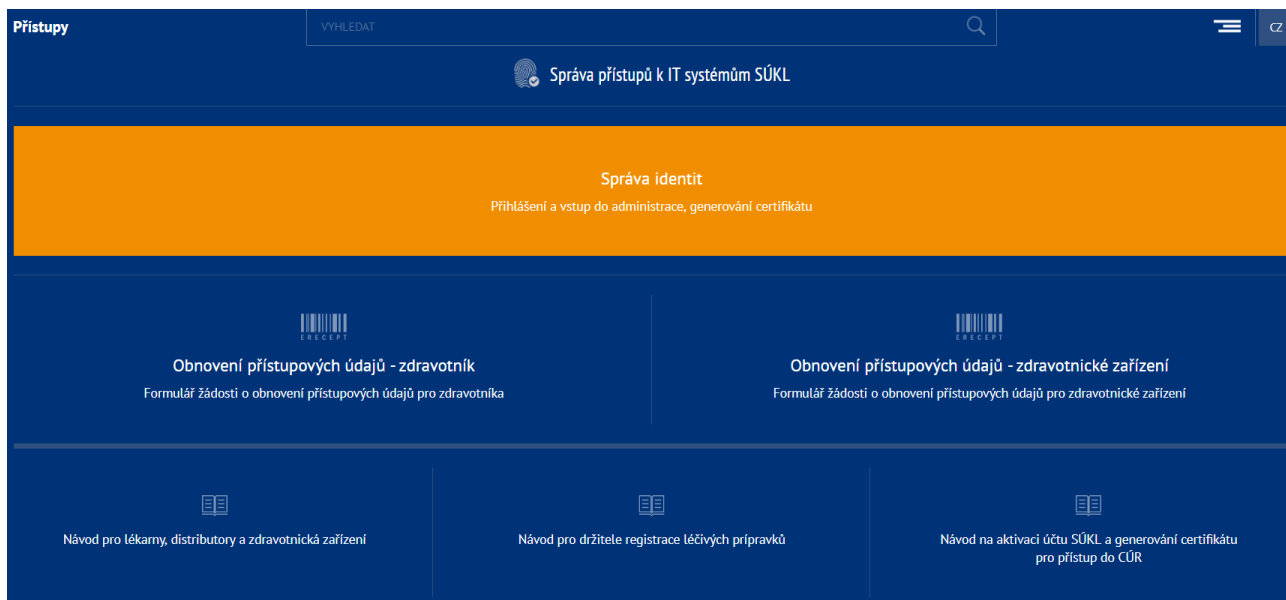 Přístupy
VYHLEDAT
CZ
Správa přístupů k IT systémům SÚKL
Správa identit
Přihlášení a vstup do administrace, generování certifikátu
ERECEPT
Obnovení přístupových údajů - zdravotník
Formulář žádosti o obnovení přístupových údajů pro zdravotníka
ERECEPT
Obnovení přístupových údajů - zdravotnické zařízení
Formulář žádosti o obnovení přístupových údajů pro zdravotnické zařízení
Návod pro lékarny, distributory a zdravotnická zařízení
Návod pro držitele registrace léčivých prípravků
Návod na aktivaci účtu SÚKL a generování certifikátu
pro přístup do CÚR